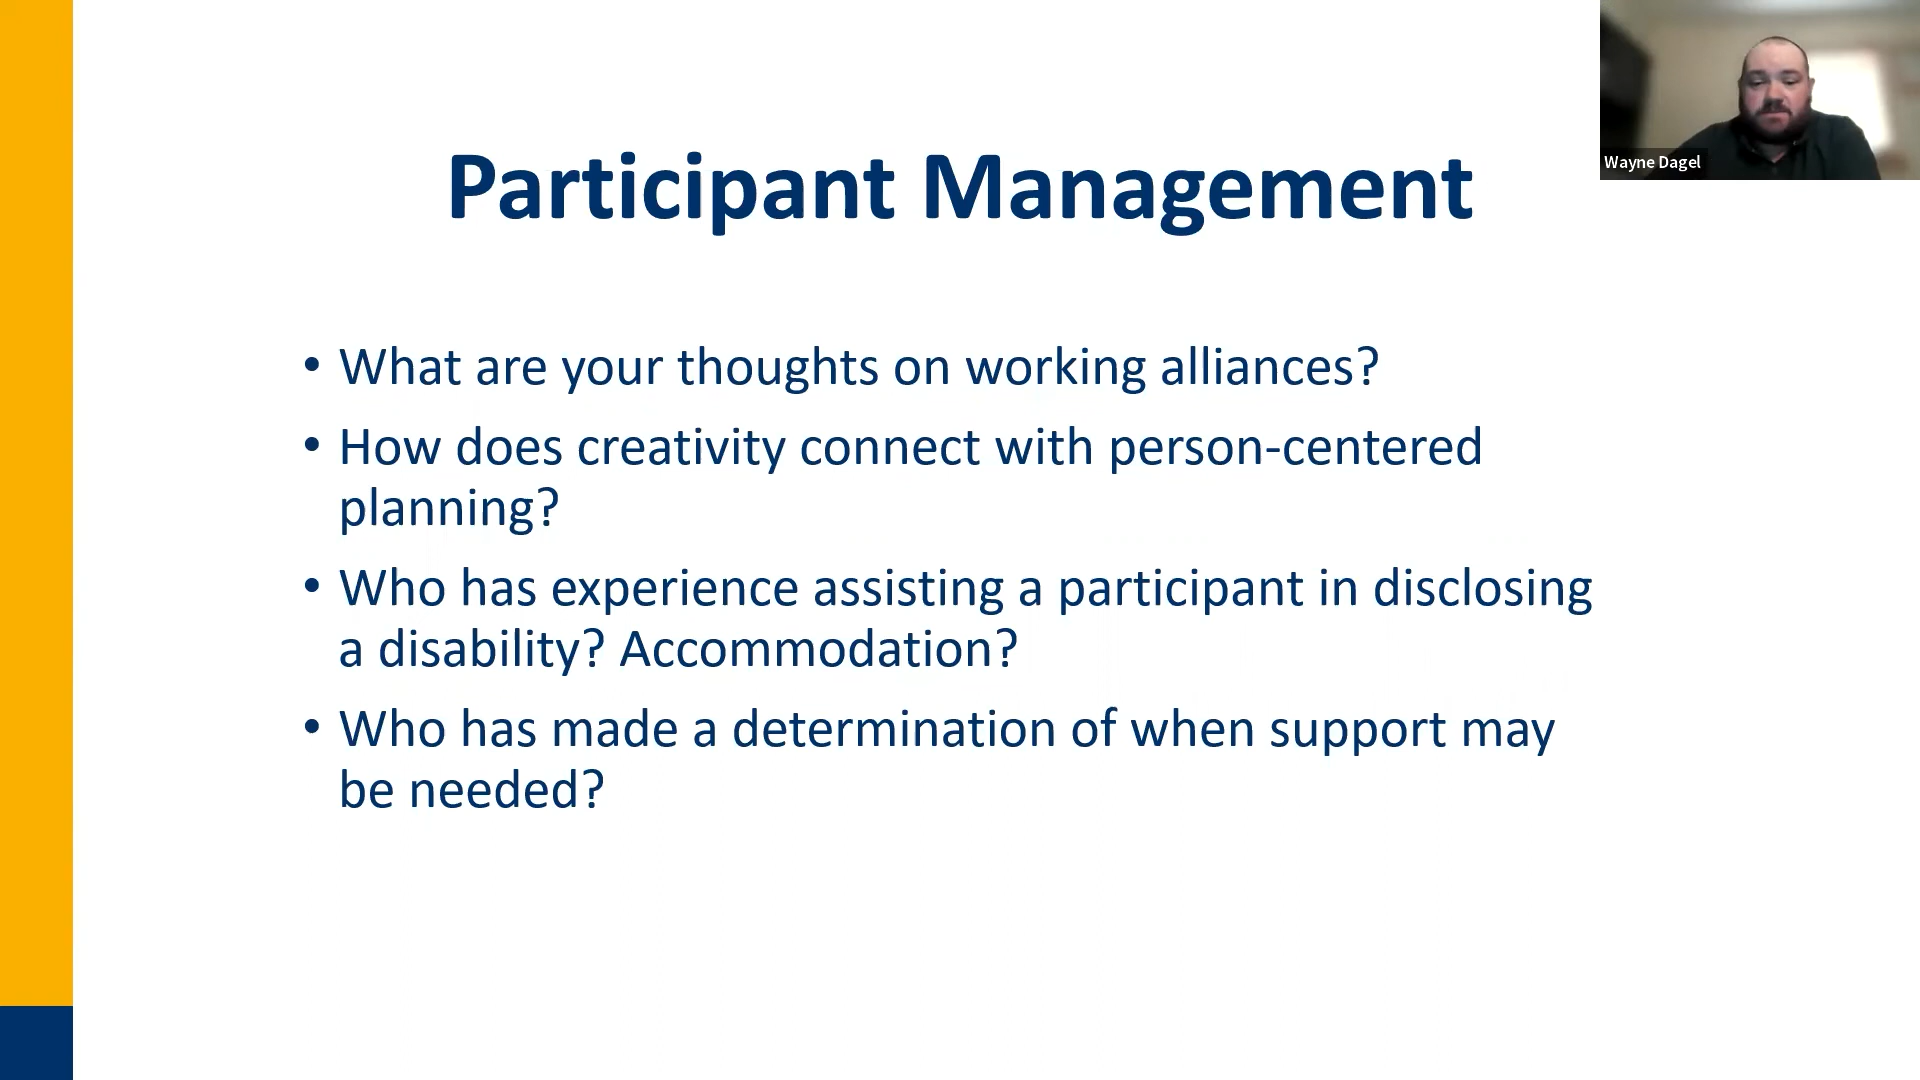 Participant Management
Wayne Dagel
• What are your thoughts on working alliances?
• How does creativity connect with person-centered
planning?
• Who has experience assisting a participant in disclosing
a disability? Accommodation?
• Who has made a determination of when support may
be needed?